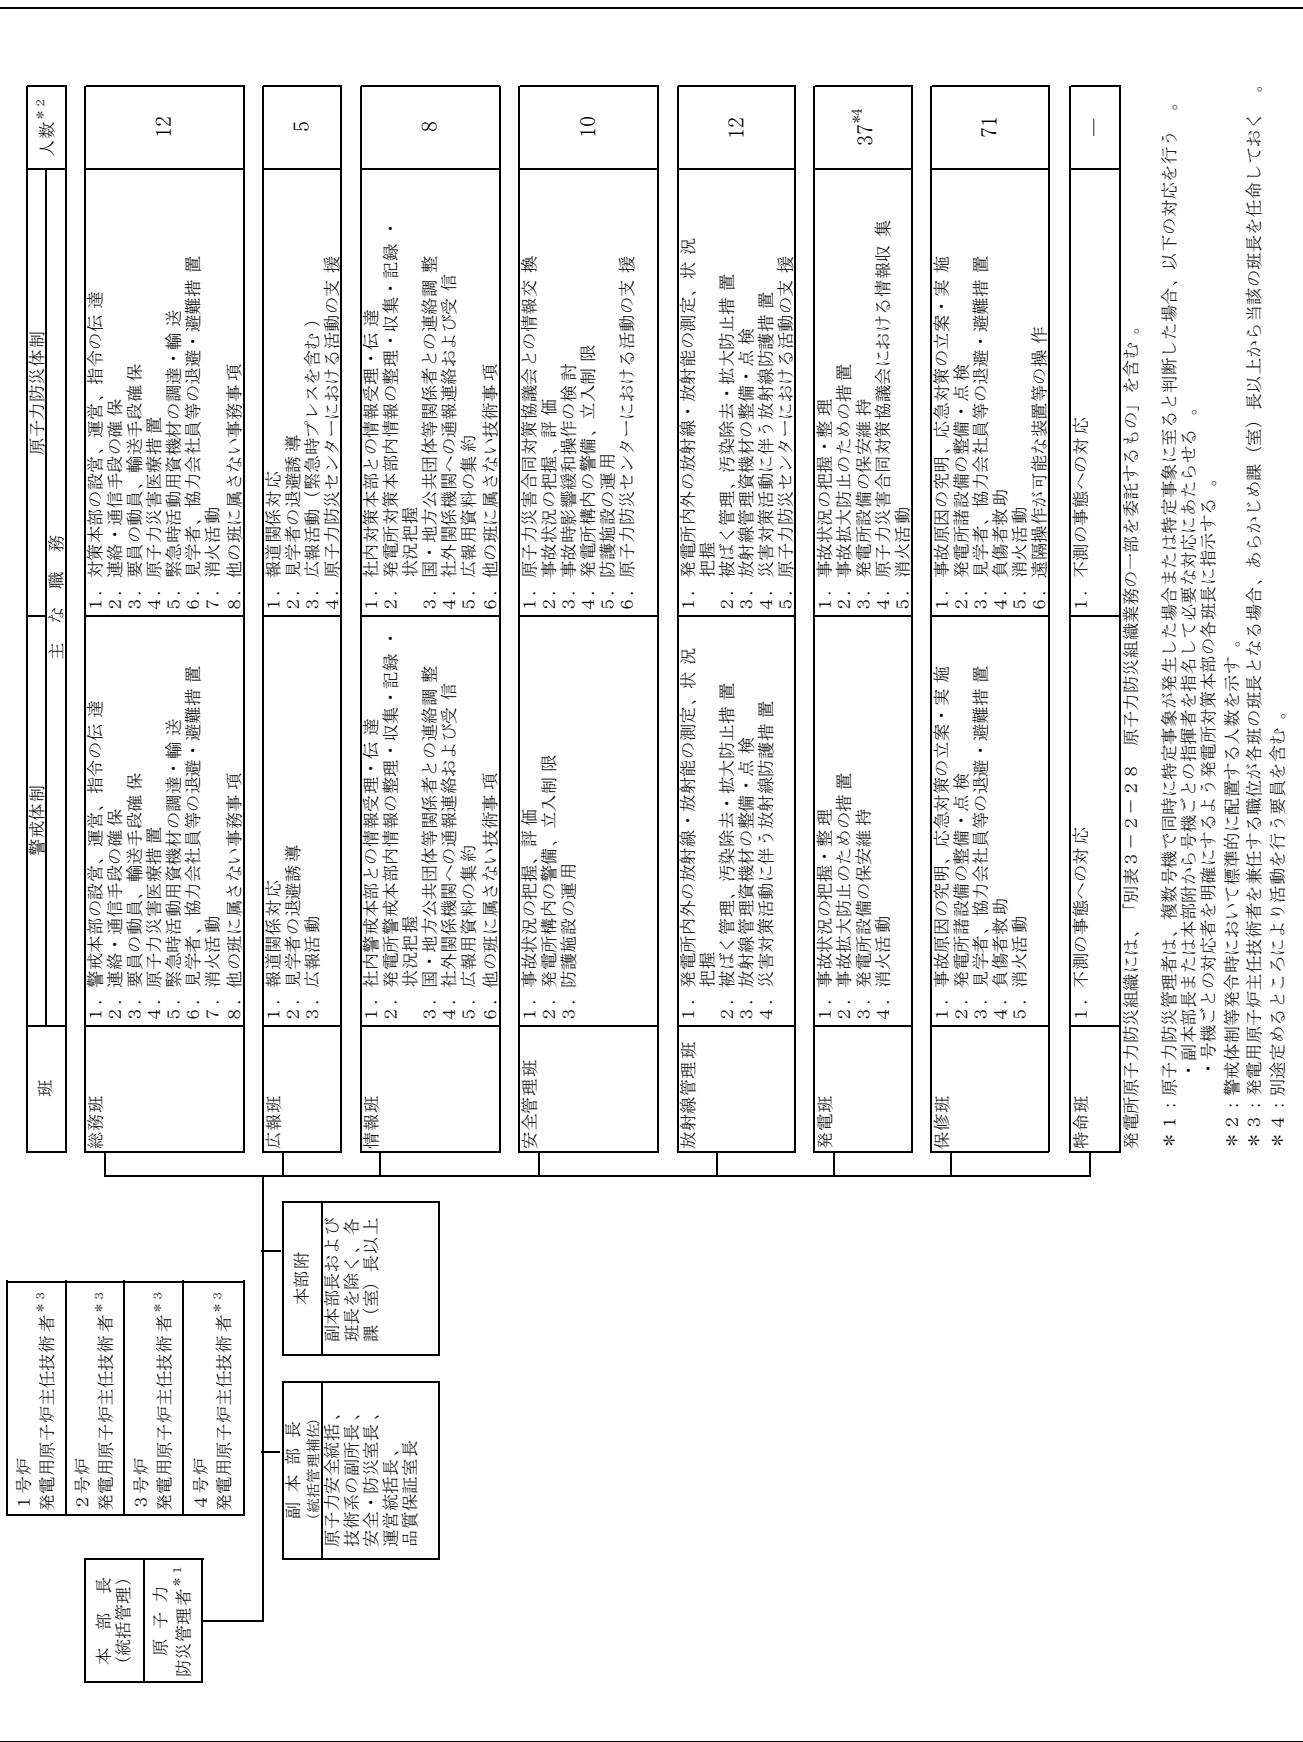 本部長
(統括管理)
原子力
防災管理者*1
1号炉
発電用原子炉主任技術者*3
2号炉
発電用原子炉主任技術者*3
3号炉
発電用原子炉主任技術者*3
4号炉
発電用原子炉主任技術者*3
副本部長
(統括管理補佐)
原子力安全統括、
技術系の副所長、
安全・防災室長、
運営統括長、
品質保証室長
本部附
副本部長および
班長を除く、各
課(室)長以上
班
主な職務
警戒体制
原子力防災体制
人数*2
総務班
1.警戒本部の設営、運営、指令の伝達
2.連絡・通信手段の確保
3.要員の動員、輸送手段確保
4.原子力災害医療措置
5.緊急時活動用資機材の調達・輸送
6.見学者、協力会社員等の退避・避難措置
7.消火活動
8.他の班に属さない事務事項
1.対策本部の設営、運営、指令の伝達
2.連絡・通信手段の確保
3.要員の動員、輸送手段確保
4.原子力災害医療措置
5.緊急時活動用資機材の調達・輸送
6.見学者、協力会社員等の退避・避難措置
7.消火活動
8.他の班に属さない事務事項
12
広報班
1.報道関係対応
2.見学者の退避誘導
3.広報活動
1.報道関係対応
2.見学者の退避誘導
3.広報活動(緊急時プレスを含む)
4.原子力防災センターにおける活動の支援
5
情報班
1.社内警戒本部との情報受理・伝達
2.発電所警戒本部内情報の整理・収集・記録・
状況把握
3.国・地方公共団体等関係者との連絡調整
4.社外関係機関への通報連絡および受信
5.広報用資料の集約
6.他の班に属さない技術事項
1.社内対策本部との情報受理・伝達
2.発電所対策本部内情報の整理・収集・記録・
状況把握
3.国・地方公共団体等関係者との連絡調整
4.社外関係機関への通報連絡および受信
5.広報用資料の集約
6.他の班に属さない技術事項
8
安全管理班
1.事故状況の把握、評価
2.発電所構内の警備、立入制限
3 防護施設の運用
1.原子力災害合同対策協議会との情報交換
2.事故状況の把握、評価
3.事故時影響緩和操作の検討
4.発電所構内の警備、立入制限
5.防護施設の運用
6.原子力防災センターにおける活動の支援
10
放射線管理班
1.発電所内外の放射線・放射能の測定、状況
把握
2.被ばく管理、汚染除去・拡大防止措置
3.放射線管理資機材の整備・点検
4.災害対策活動に伴う放射線防護措置
1.発電所内外の放射線・放射能の測定、状況
把握
2.被ばく管理、汚染除去・拡大防止措置
3.放射線管理資機材の整備・点検
4.災害対策活動に伴う放射線防護措置
5.原子力防災センターにおける活動の支援
12
発電班
1.事故状況の把握・整理
2.事故拡大防止のための措置
3.発電所設備の保安維持
4.消火活動
1.事故状況の把握・整理
2.事故拡大防止のための措置
3.発電所設備の保安維持
4.原子力災害合同対策協議会における情報収集
5.消火活動
37*4
保修班
1.事故原因の究明、応急対策の立案・実施
2.発電所諸設備の整備・点検
3.見学者、協力会社員等の退避・避難措置
4.負傷者救助
5.消火活動
1.事故原因の究明、応急対策の立案・実施
2.発電所諸設備の整備・点検
3.見学者、協力会社員等の退避・避難措置
4.負傷者救助
5.消火活動
6.遠隔操作が可能な装置等の操作
71
特命班
1.不測の事態への対応
1.不測の事態への対応
―
発電所原子力防災組織には、「別表3-2-28 原子力防災組織業務の一部を委託するもの」を含む。
*1:原子力防災管理者は、複数号機で同時に特定事象が発生した場合または特定事象に至ると判断した場合、以下の対応を行う。
・副本部長または本部附から号機ごとの指揮者を指名して必要な対応にあたらせる。
・号機ごとの対応者を明確にするよう発電所対策本部の各班長に指示する。
*2:警戒体制等発令時において標準的に配置する人数を示す。
*3:発電用原子炉主任技術者を兼任する職位が各班の班長となる場合、あらかじめ課(室)長以上から当該の班長を任命しておく。
*4:別途定めるところにより活動を行う要員を含む。